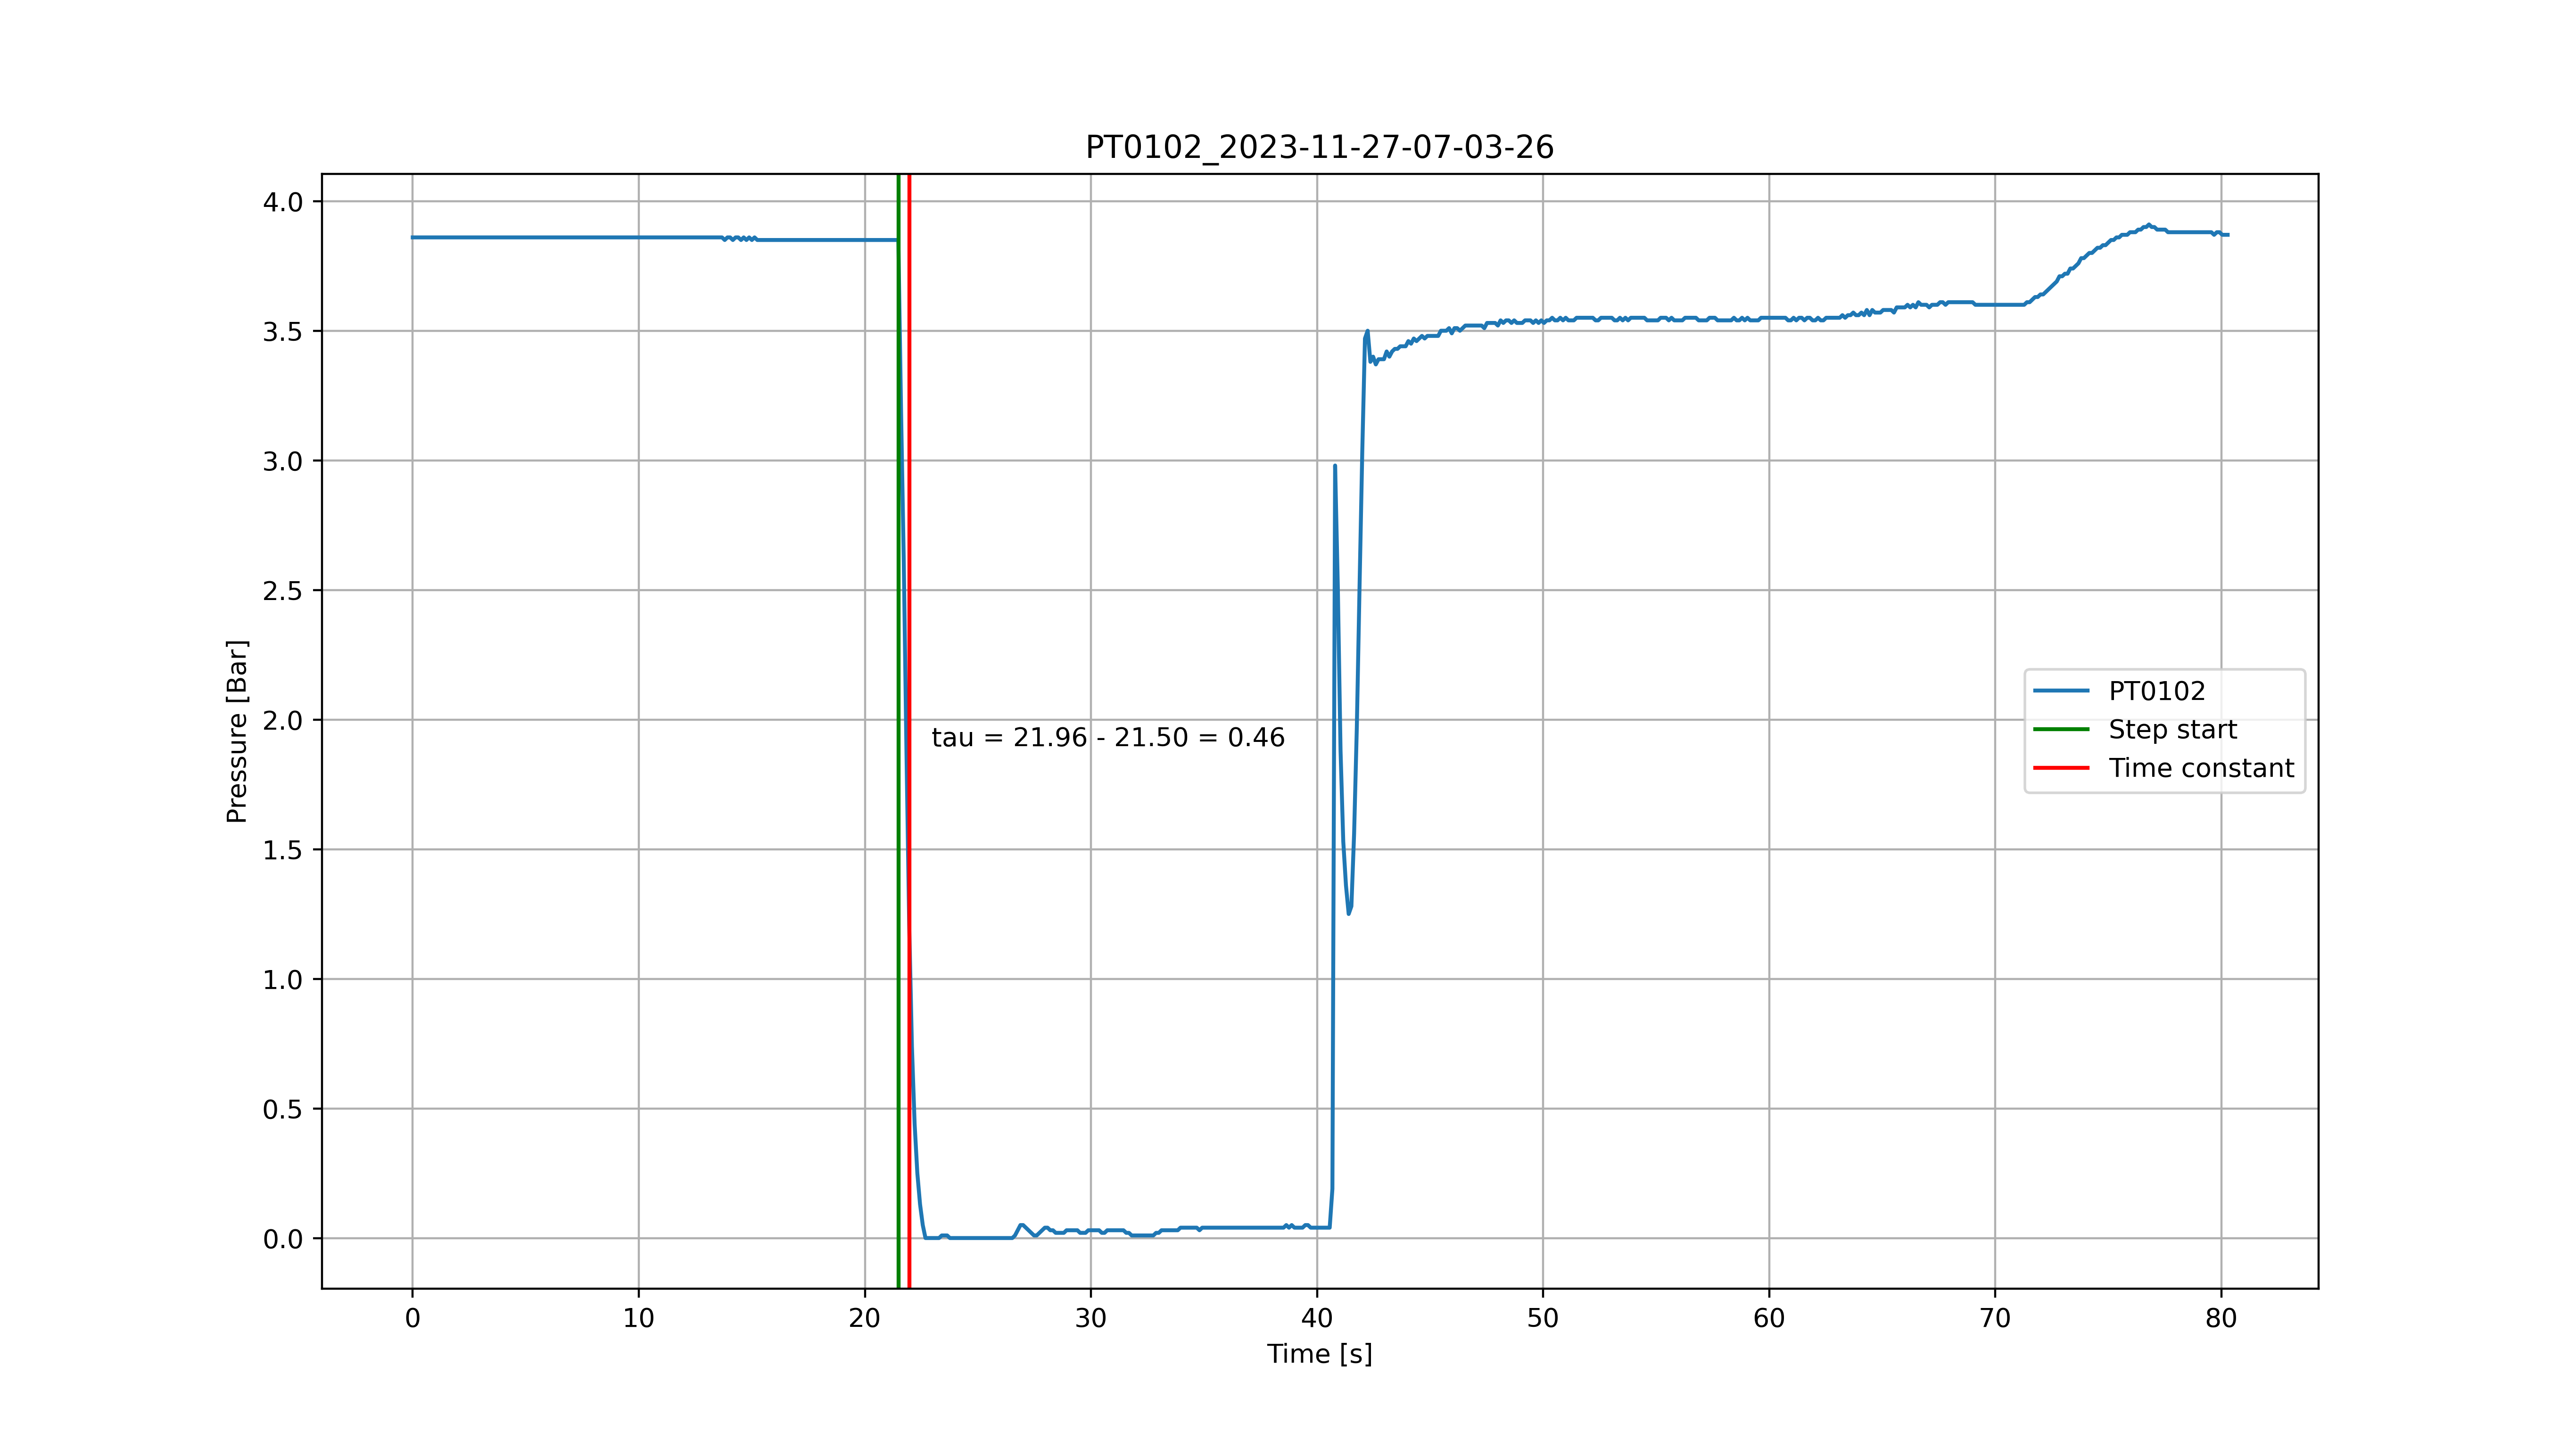 PT0102_2023-11-27-07-03-26
4.0
3.5
3.0
2.5
2.0
1.5
1.0
0.5
0.0
Pressure [Bar]
tau = 21.96 - 21.50 = 0.46
PT0102
Step start
Time constant
0 10 20 30 40 50 60 70 80
Time [s]